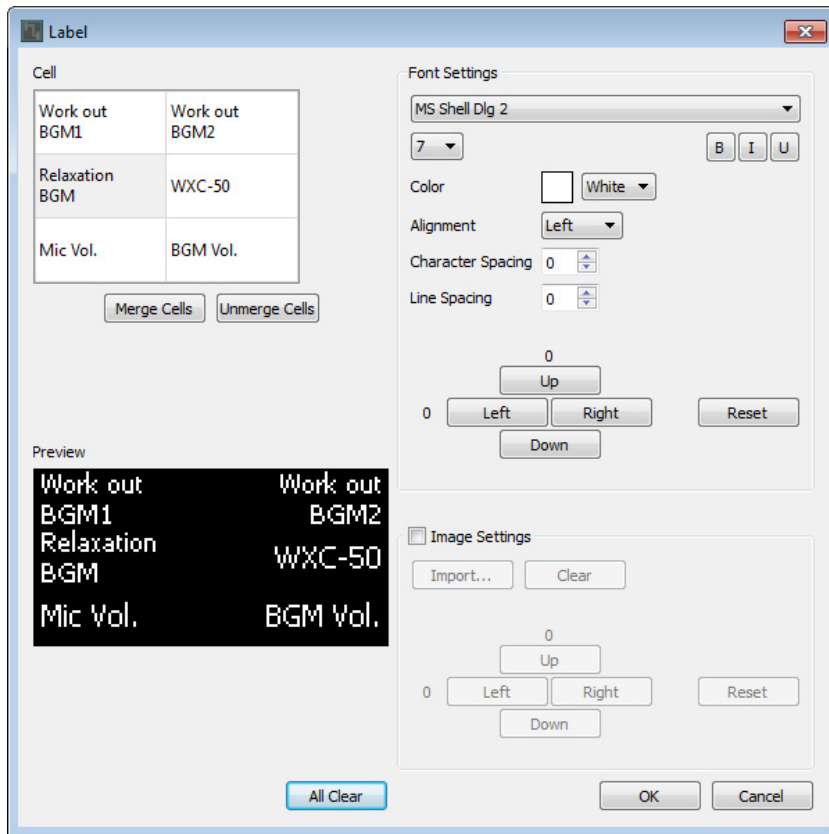 Label
Cell
Work out
BGM1
Work out
BGM2
Relaxation
BGM
WXC-50
Mic Vol.
BGM Vol.
Merge Cells
Unmerge Cells
Preview
Work out
BGM1
Work out
BGM2
Relaxation
BGM
WXC-50
Mic Vol.
BGM Vol.
All Clear
Font Settings
MS Shell Dlg 2
7
B I U
Color White
Alignment Left
Character Spacing 0
Line Spacing 0
0
Up
0 Left Right Reset
Down
Image Settings
Import... Clear
0
Up
0 Left Right Reset
Down
OK Cancel